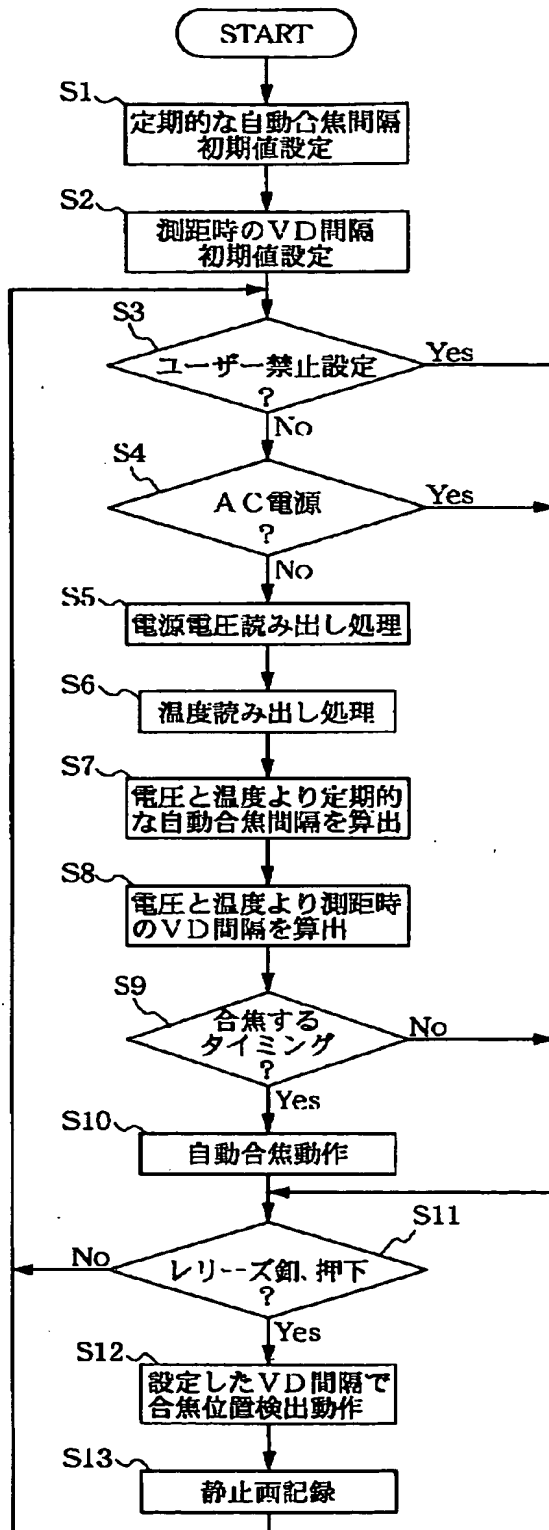 START
S1
定期的な自動合焦間隔
初期値設定
S2
測距時のVD間隔
初期値設定
S3
ユーザー禁止設定
?
Yes
No
S4
AC電源
?
Yes
No
S5
電源電圧読み出し処理
S6
温度読み出し処理
S7
電圧と温度より定期的
な自動合焦間隔を算出
S8
電圧と温度より測距時
のVD間隔を算出
S9
合焦する
タイミング
?
No
Yes
S10
自動合焦動作
S11
レリーズ釦、押下
?
No
Yes
S12
設定したVD間隔で
合焦位置検出動作
S13
静止画記録